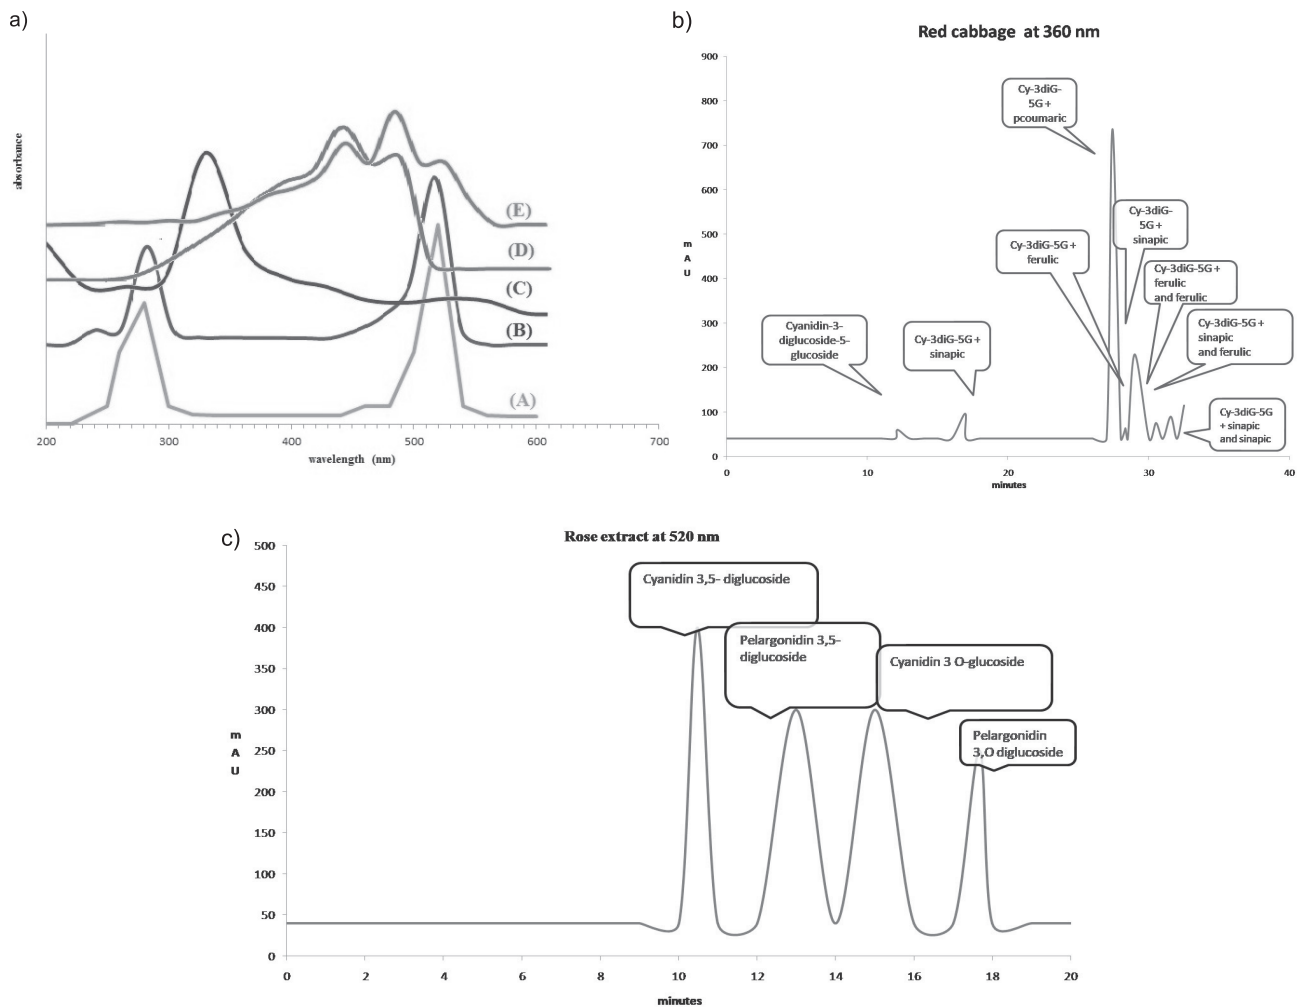 a)
absorbance
(E)
(D)
(C)
(B)
(A)
200
300
400
500
600
700
wavelength (nm)
b)
Red cabbage at 360 nm
900
800
700
600
500
400
300
200
100
0
m
A
U
Cy-3diG-
5G +
pcoumaric
Cy-3diG-
5G +
sinapic
Cy-3diG-5G +
ferulic
Cy-3diG-5G +
ferulic
and ferulic
Cyanidin-3-
diglucoside-5-
glucoside
Cy-3diG-5G +
sinapic
Cy-3diG-5G +
sinapic
and ferulic
Cy-3diG-5G
+ sinapic
and sinapic
0
10
20
30
40
minutes
c)
Rose extract at 520 nm
500
450
400
350
300
250
200
150
100
50
0
m
A
U
Cyanidin 3,5- diglucoside
Pelargonidin 3,5-
diglucoside
Cyanidin 3 O-glucoside
Pelargonidin
3,O diglucoside
0
2
4
6
8
10
12
14
16
18
20
minutes